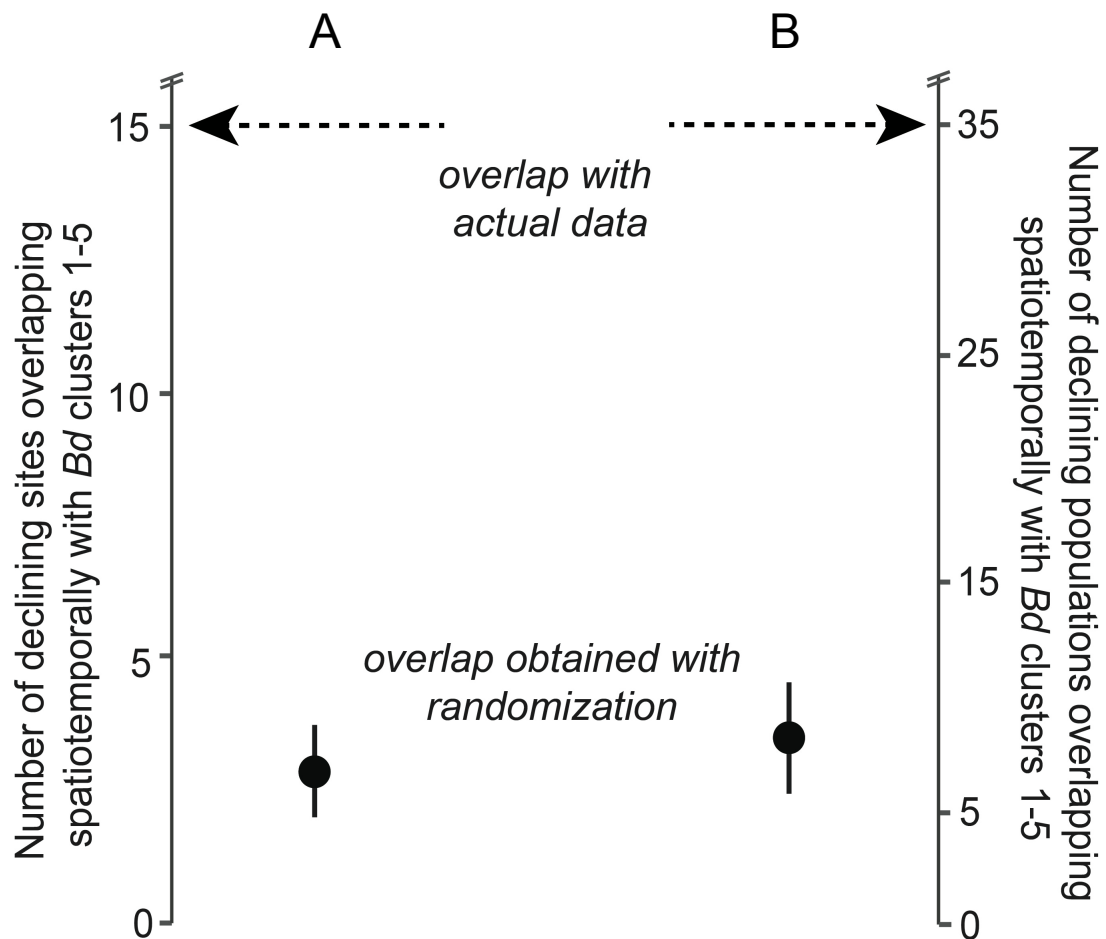 A
B
15
10
5
0
Number of declining sites overlapping
spatiotemporally with Bd clusters 1-5
overlap with
actual data
overlap obtained with
randomization
35
25
15
5
0
Number of declining populations overlapping
spatiotemporally with Bd clusters 1-5